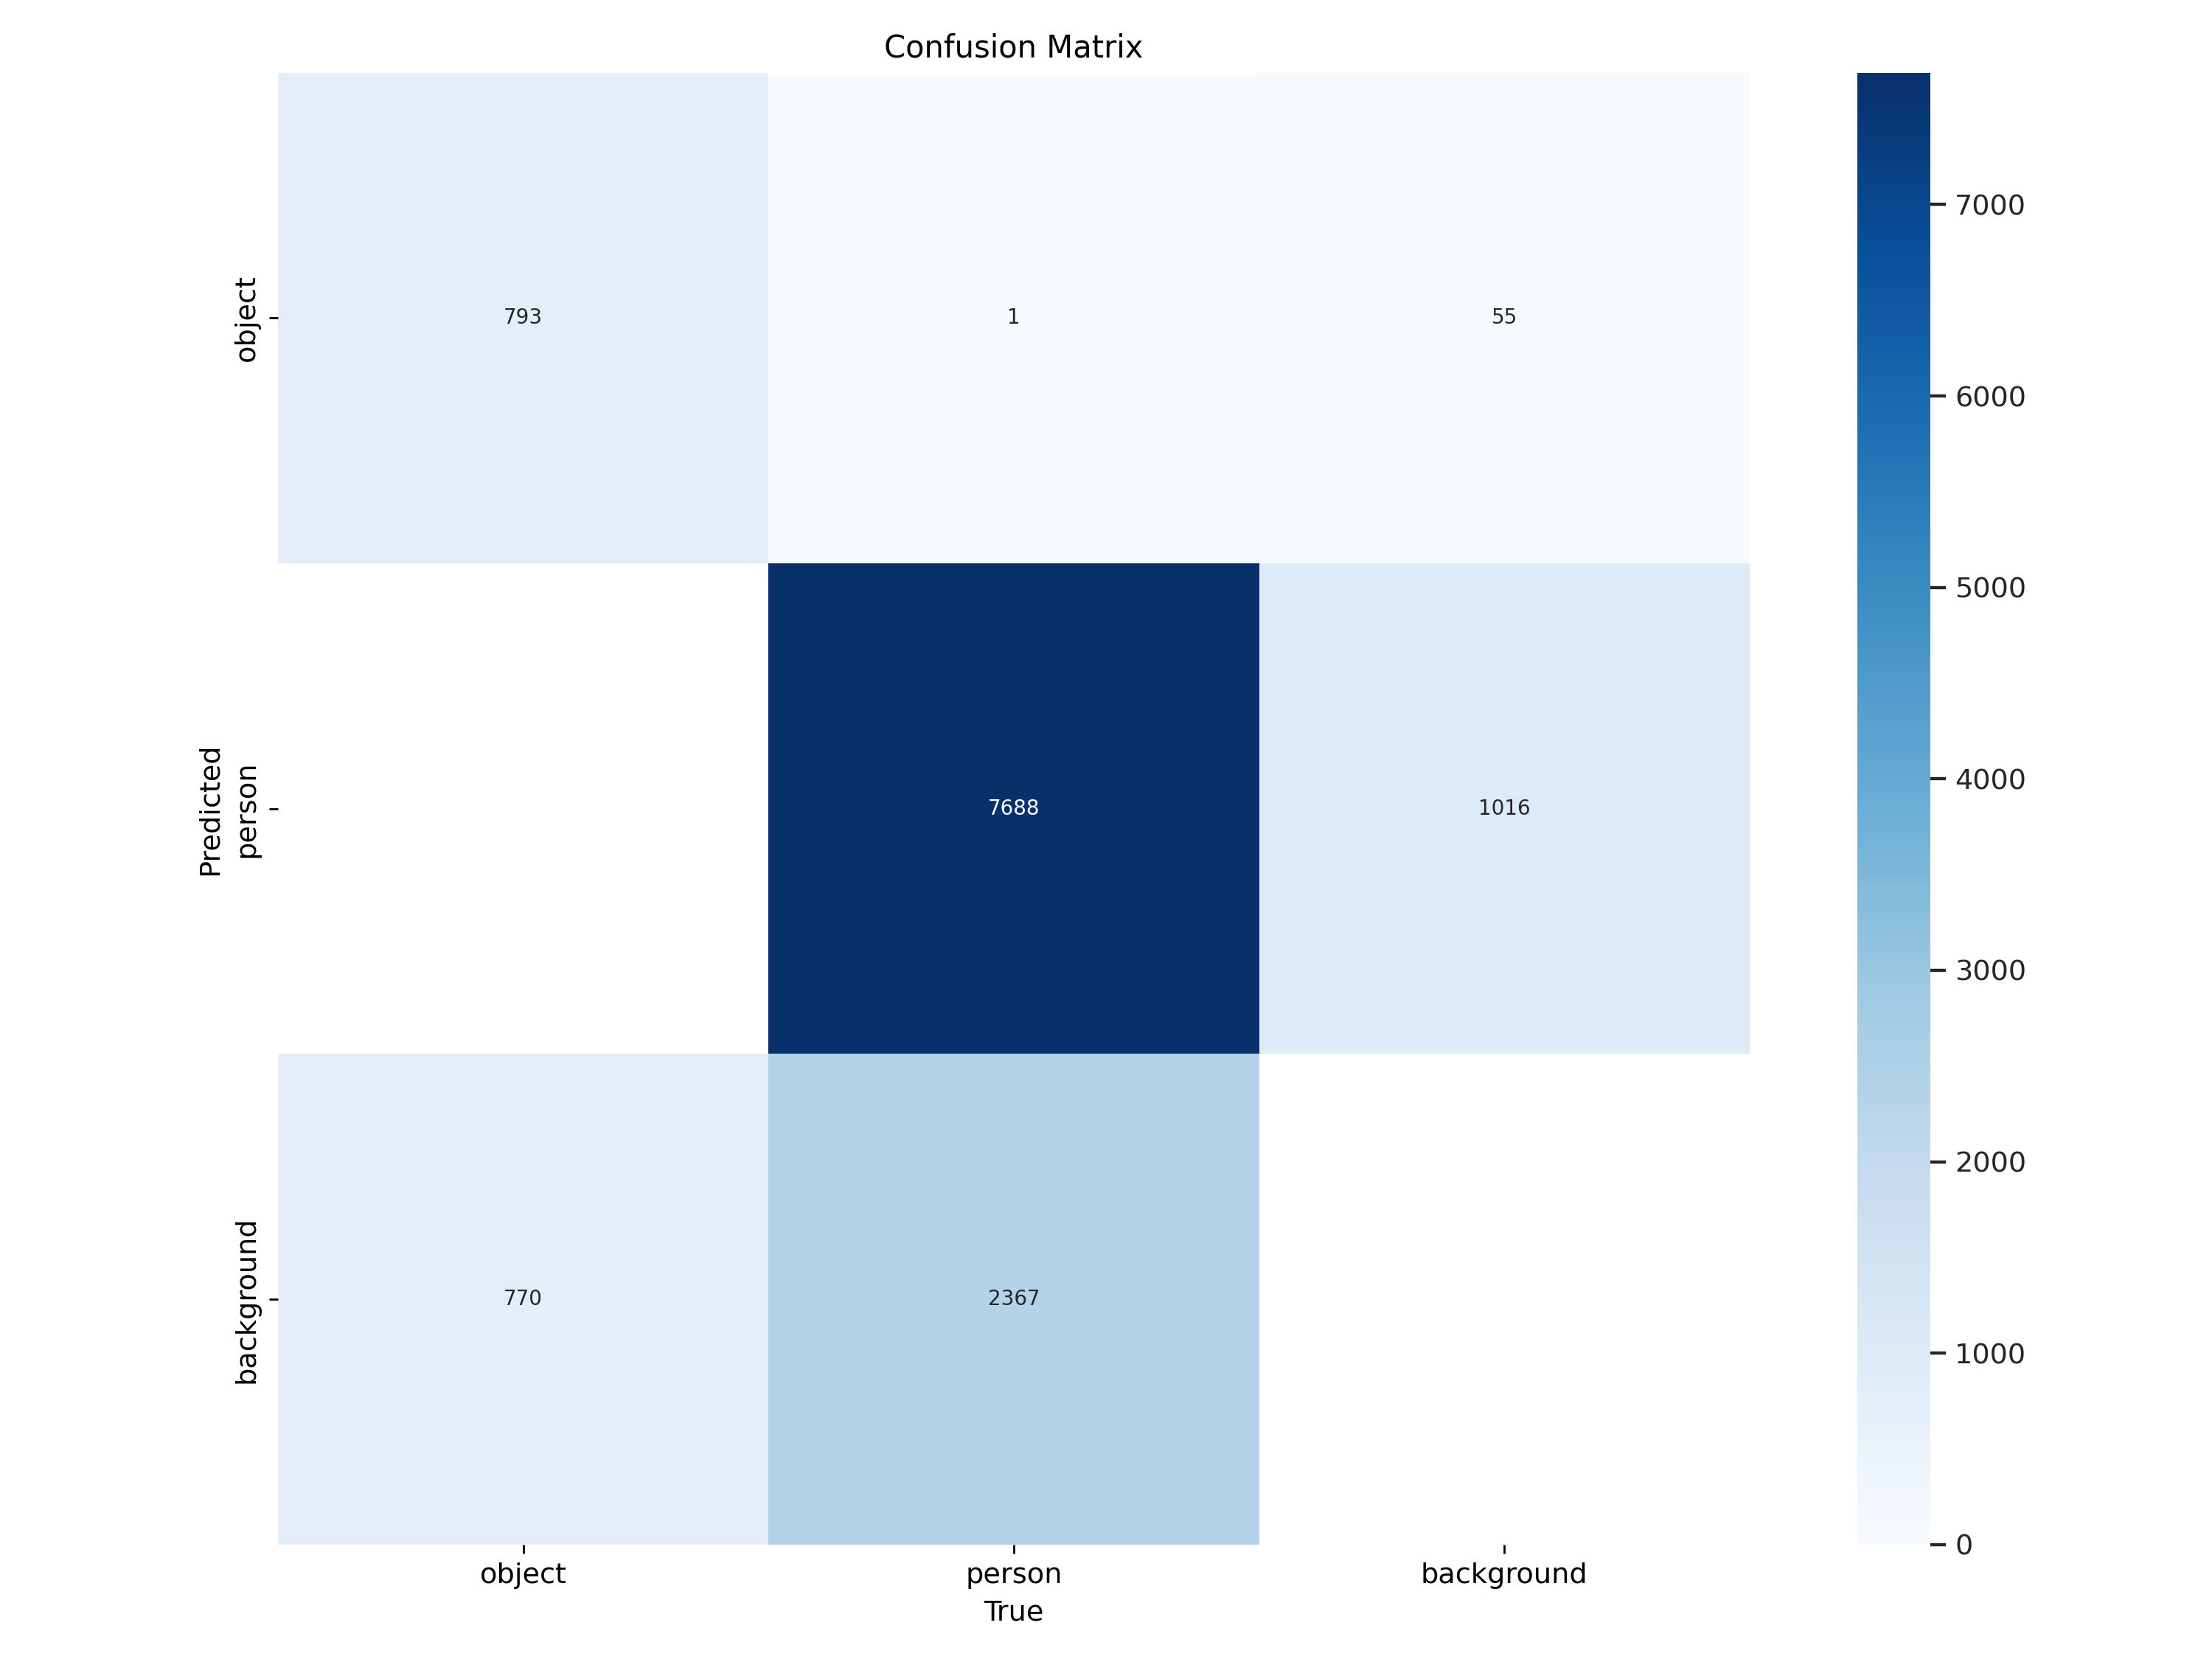 Confusion Matrix
object
793
1
55
7000
6000
5000
4000
3000
2000
1000
0
Predicted
person
7688
1016
background
770
2367
object
person
background
True